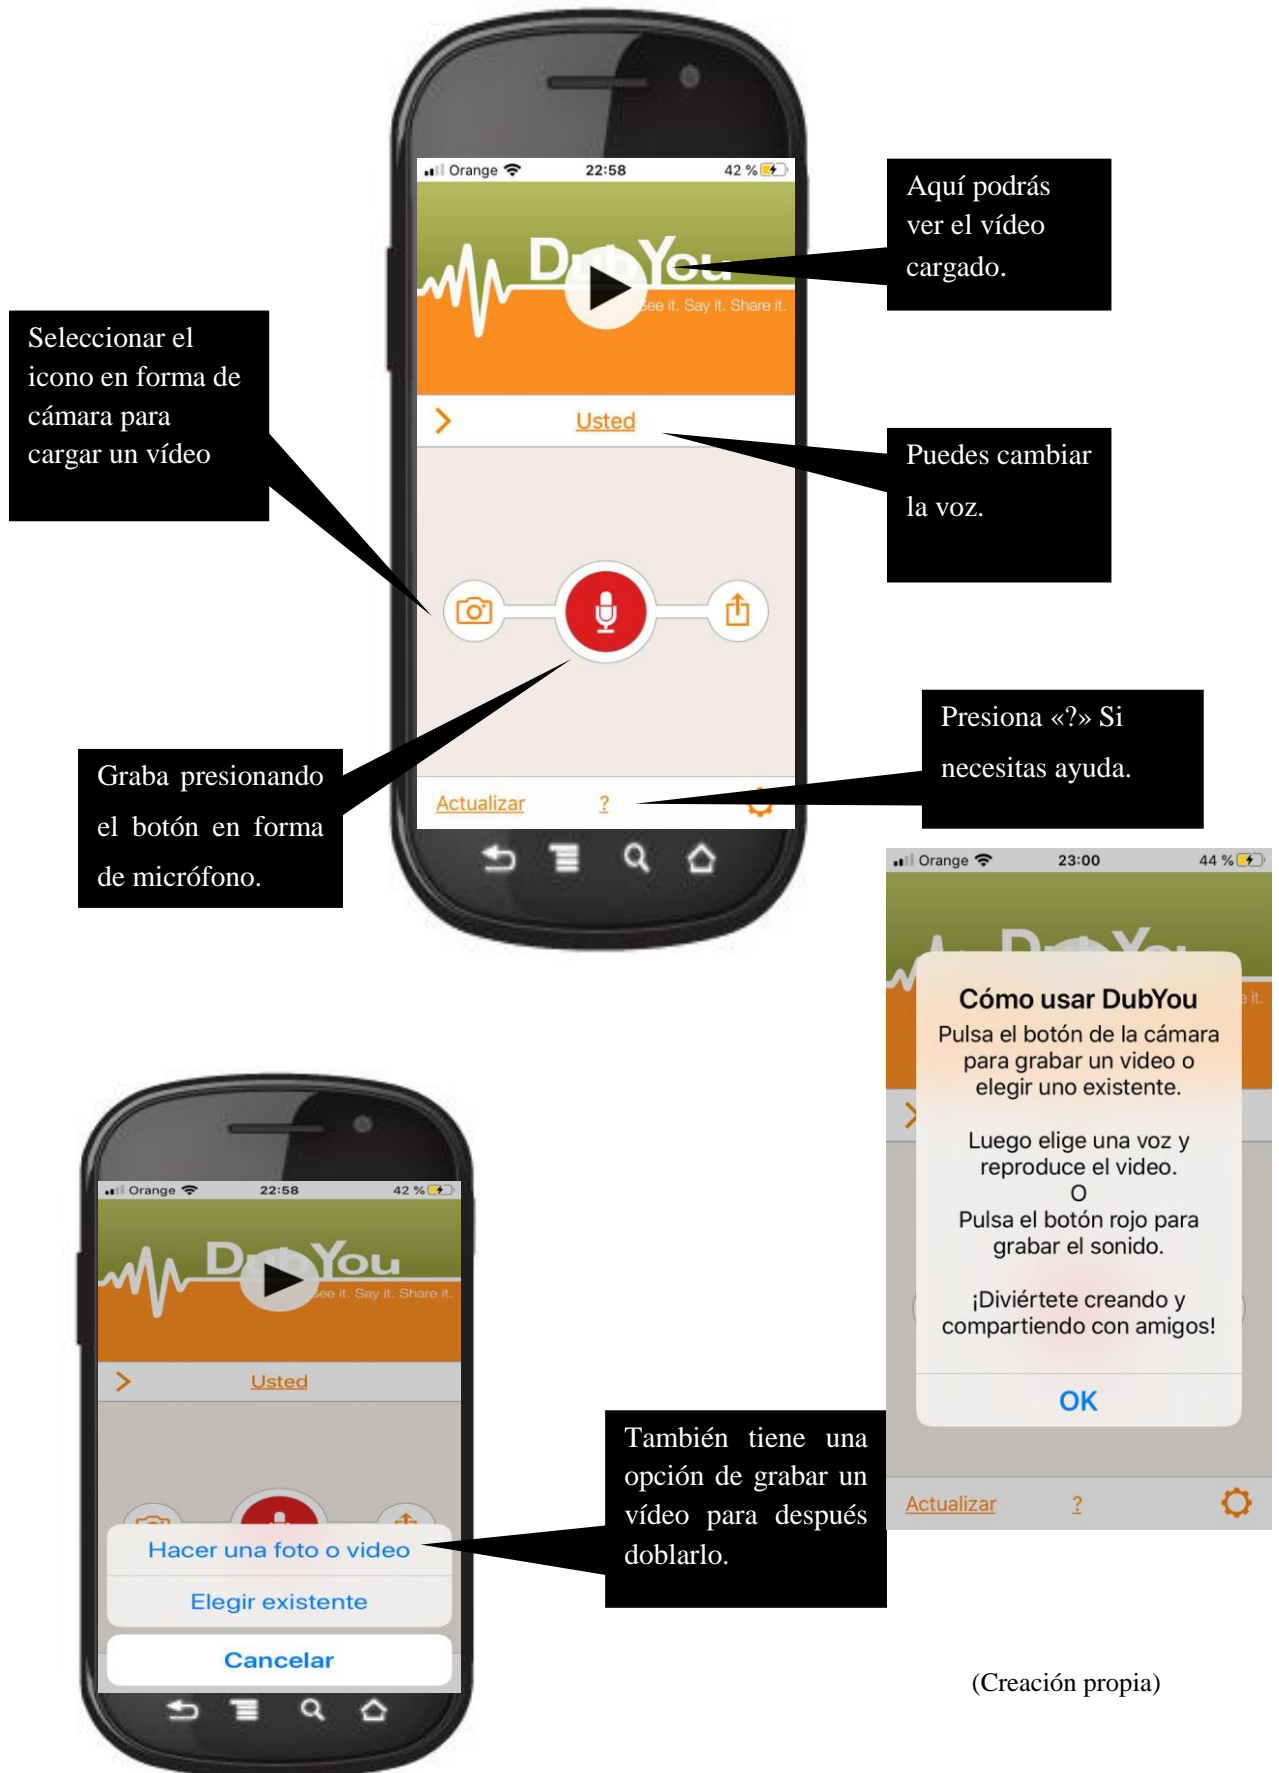 Orange 22:58 42 %
DubYou
See it. Say it. Share it.
Usted
Actualizar ?
Aquí podrás
ver el vídeo
cargado.
Seleccionar el
icono en forma de
cámara para
cargar un vídeo
Puedes cambiar
la voz.
Graba presionando
el botón en forma
de micrófono.
Presiona «?» Si
necesitas ayuda.
Orange 23:00 44 %
Cómo usar DubYou
Pulsa el botón de la cámara
para grabar un video o
elegir uno existente.
Luego elige una voz y
reproduce el video.
O
Pulsa el botón rojo para
grabar el sonido.
¡Diviértete creando y
compartiendo con amigos!
OK
Actualizar ?
Orange 22:58 42 %
DubYou
See it. Say it. Share it.
Usted
Hacer una foto o video
Elegir existente
Cancelar
También tiene una
opción de grabar un
vídeo para después
doblarlo.
(Creación propia)